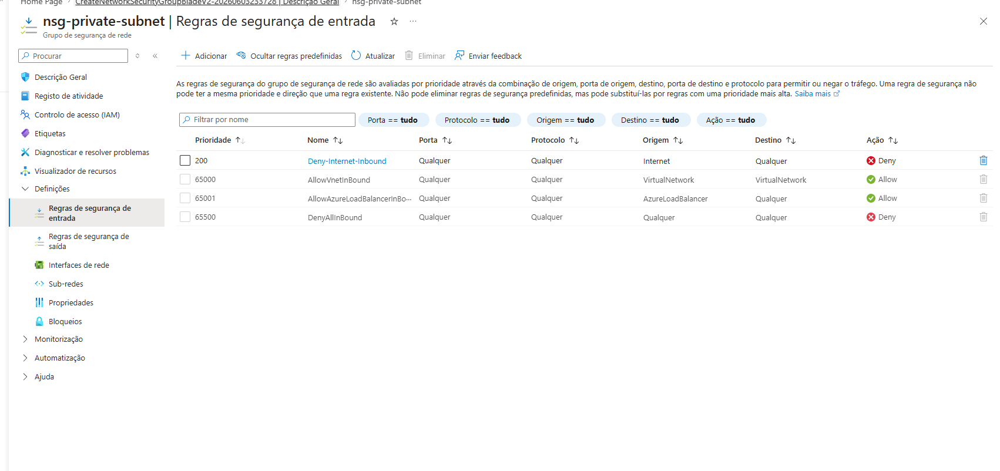 Home Page > CreateNetworkSecurityGroupBladeV2-20260603233728 | Descrição Geral > nsg-private-subnet
nsg-private-subnet | Regras de segurança de entrada
Grupo de segurança de rede
Procurar
Adicionar Ocultar regras predefinidas Atualizar Eliminar Enviar feedback
Descrição Geral
Registo de atividade
Controlo de acesso (IAM)
Etiquetas
Diagnosticar e resolver problemas
Visualizador de recursos
Definições
Regras de segurança de
entrada
Regras de segurança de
saída
Interfaces de rede
Sub-redes
Propriedades
Bloqueios
Monitorização
Automatização
Ajuda
As regras de segurança do grupo de segurança de rede são avaliadas por prioridade através da combinação de origem, porta de origem, destino, porta de destino e protocolo para permitir ou negar o tráfego. Uma regra de segurança não
pode ter a mesma prioridade e direção que uma regra existente. Não pode eliminar regras de segurança predefinidas, mas pode substituí-las por regras com uma prioridade mais alta. Saiba mais
Filtrar por nome Porta == tudo Protocolo == tudo Origem == tudo Destino == tudo Ação == tudo
Prioridade Nome Porta Protocolo Origem Destino Ação
200 Deny-Internet-Inbound Qualquer Qualquer Internet Qualquer Deny
65000 AllowVnetInBound Qualquer Qualquer VirtualNetwork VirtualNetwork Allow
65001 AllowAzureLoadBalancerInBo··· Qualquer Qualquer AzureLoadBalancer Qualquer Allow
65500 DenyAllInBound Qualquer Qualquer Qualquer Qualquer Deny